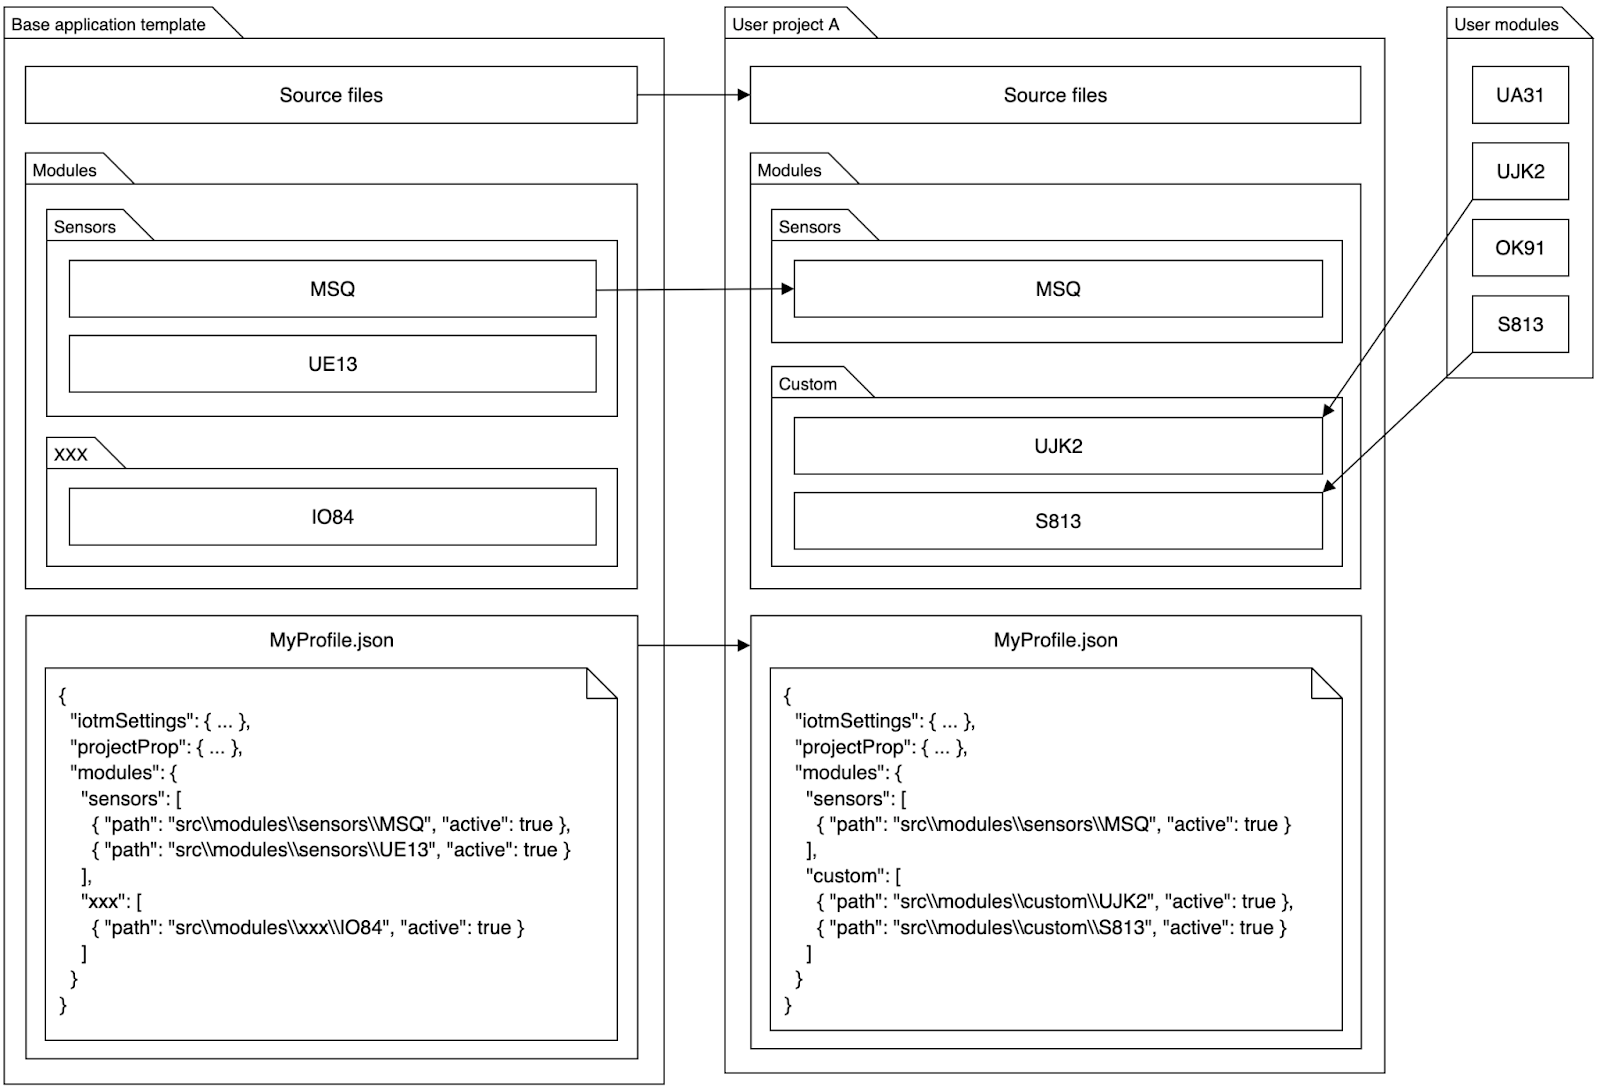 Base application template
Source files
Modules
Sensors
MSQ
UE13
XXX
IO84
MyProfile.json
{
"iotmSettings": { ... },
"projectProp": { ... },
"modules": {
"sensors": [
{ "path": "src\\modules\\sensors\\MSQ", "active": true },
{ "path": "src\\modules\\sensors\\UE13", "active": true }
],
"xxx": [
{ "path": "src\\modules\\xxx\\IO84", "active": true }
]
}
}
User project A
Source files
Modules
Sensors
MSQ
Custom
UJK2
S813
MyProfile.json
{
"iotmSettings": { ... },
"projectProp": { ... },
"modules": {
"sensors": [
{ "path": "src\\modules\\sensors\\MSQ", "active": true }
],
"custom": [
{ "path": "src\\modules\\custom\\UJK2", "active": true },
{ "path": "src\\modules\\custom\\S813", "active": true }
]
}
}
User modules
UA31
UJK2
OK91
S813